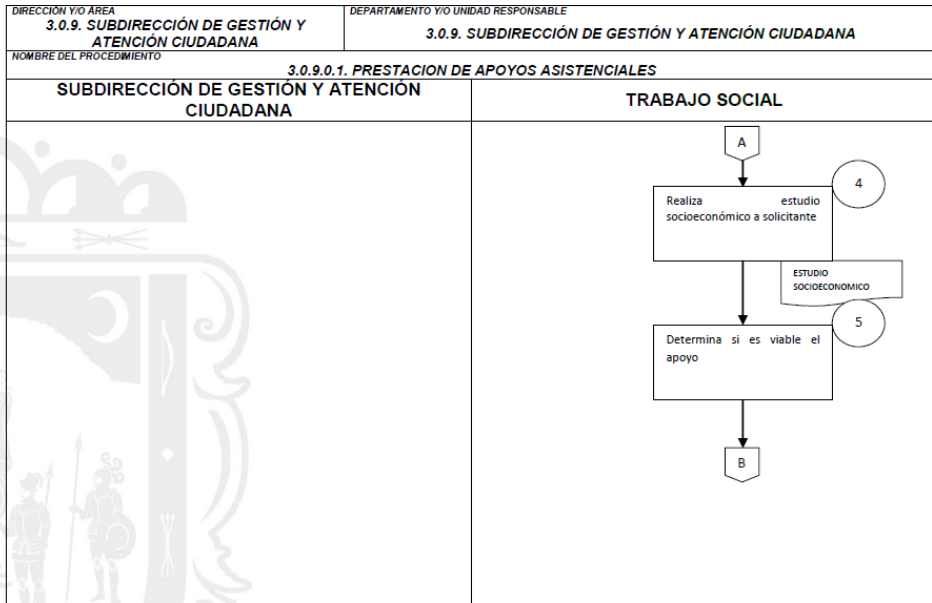 DIRECCIÓN Y/O ÁREA
3.0.9. SUBDIRECCIÓN DE GESTIÓN Y
ATENCIÓN CIUDADANA
DEPARTAMENTO Y/O UNIDAD RESPONSABLE
3.0.9. SUBDIRECCIÓN DE GESTIÓN Y ATENCIÓN CIUDADANA
NOMBRE DEL PROCEDIMIENTO
3.0.9.0.1. PRESTACION DE APOYOS ASISTENCIALES
SUBDIRECCIÓN DE GESTIÓN Y ATENCIÓN
CIUDADANA
TRABAJO SOCIAL
A
4
Realiza estudio
socioeconómico a solicitante
ESTUDIO
SOCIOECONOMICO
5
Determina si es viable el
apoyo
B